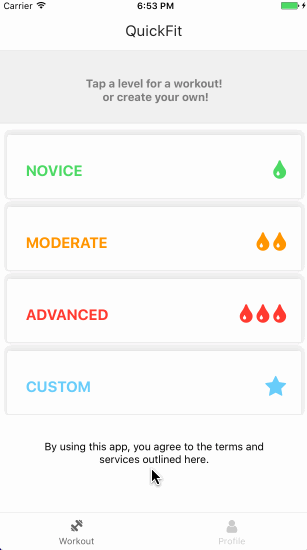 Carrier 6:53 PM
QuickFit
Tap a level for a workout!
or create your own!
NOVICE
MODERATE
ADVANCED
CUSTOM
By using this app, you agree to the terms and
services outlined here.
Workout Profile